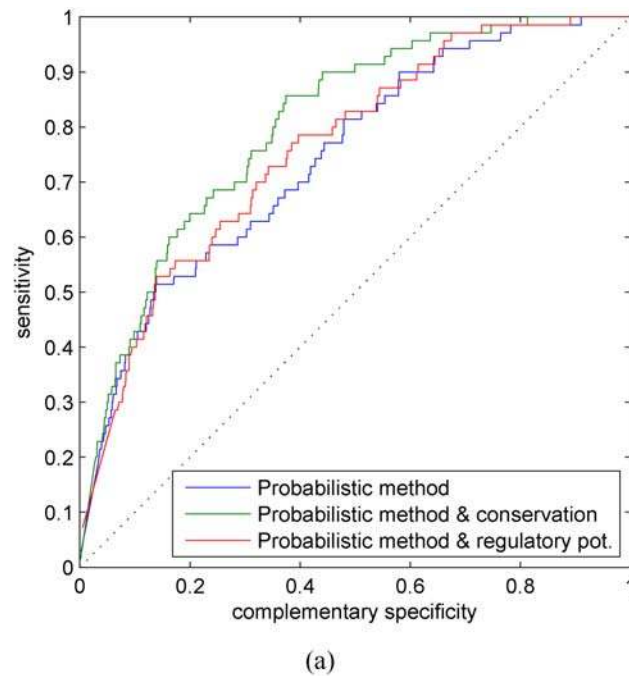 1
0.9
0.8
0.7
0.6
0.5
0.4
0.3
0.2
0.1
0
sensitivity
Probabilistic method
Probabilistic method & conservation
Probabilistic method & regulatory pot.
0 0.2 0.4 0.6 0.8 1
complementary specificity
(a)